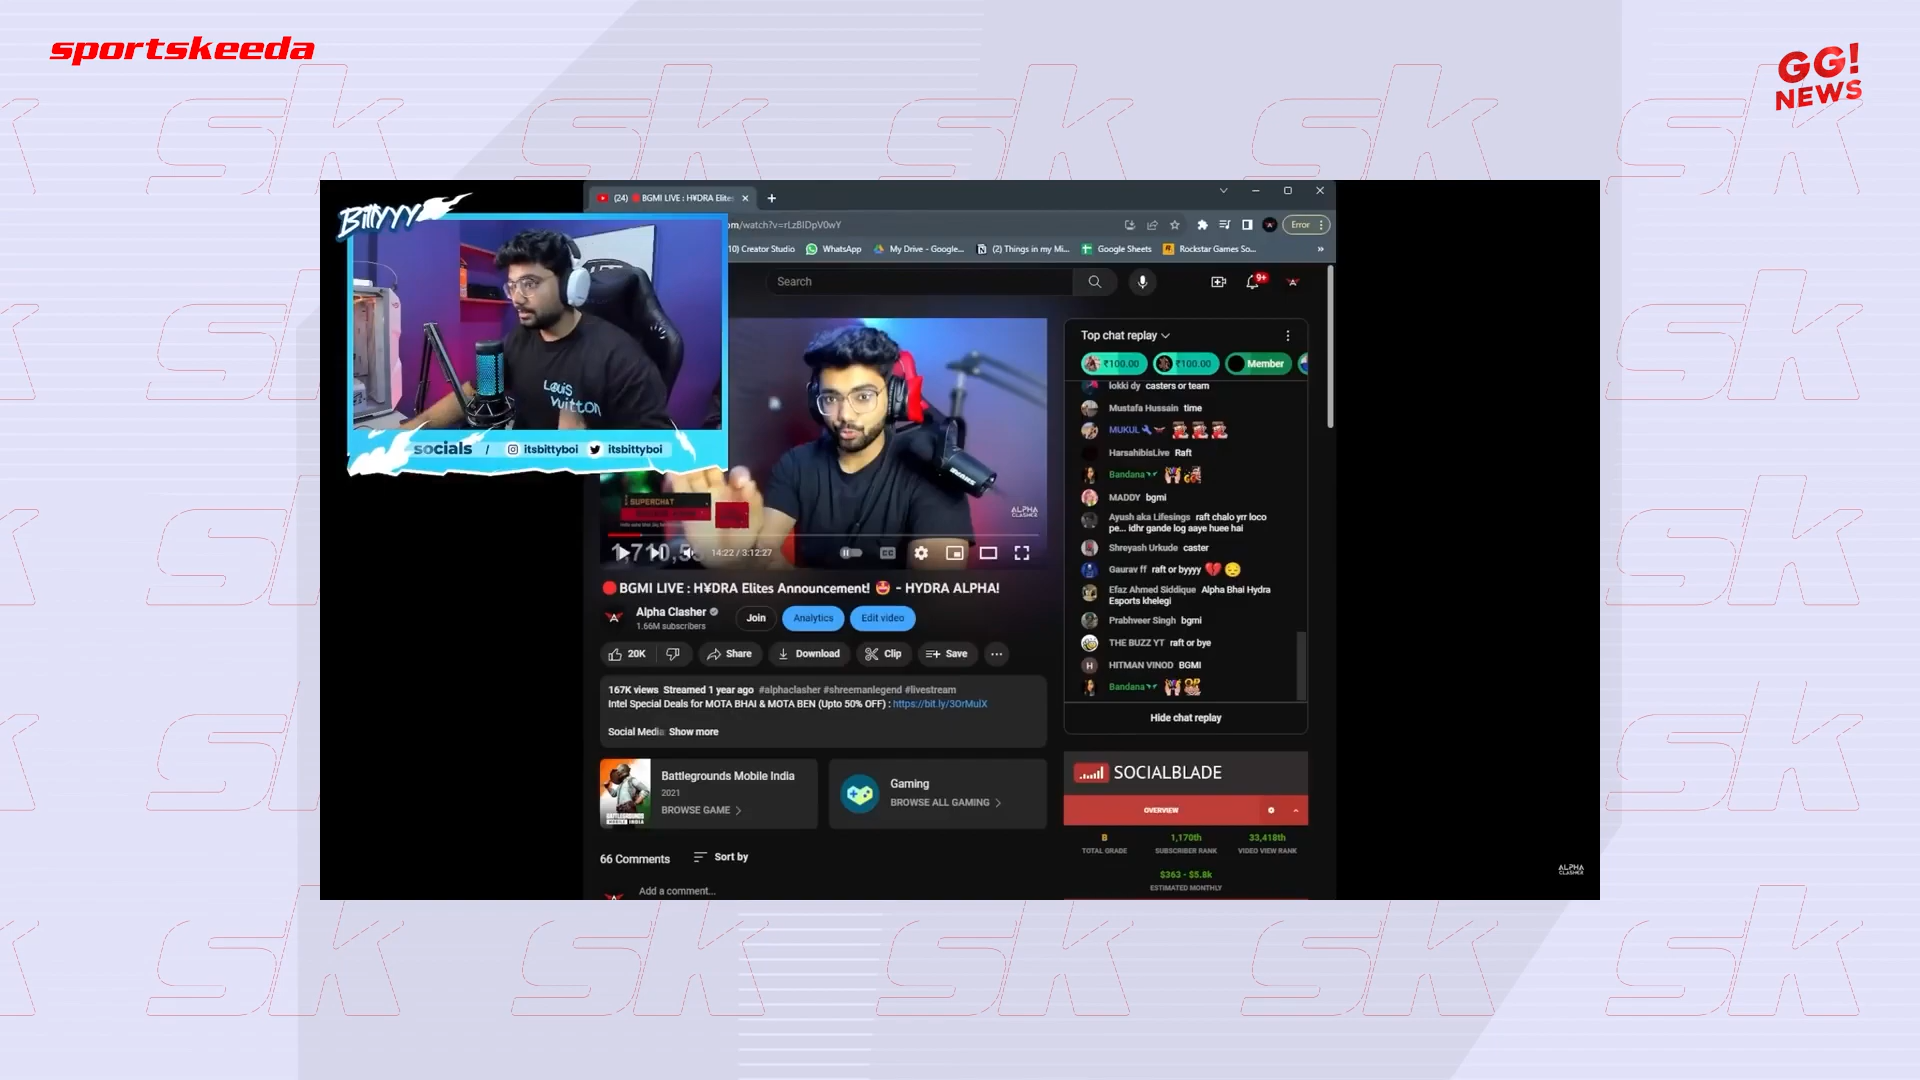 sportskeeda
GG!
NEWS
Billyyy
(24) BGMI LIVE : H¥DRA Elites
om/watch?v=rLzBIDpV0wY
Error
10) Creator Studio
WhatsApp
My Drive - Google...
(2) Things in my Mi...
Google Sheets
Rockstar Games So...
»
Search
9+
Louis
Vuitton
socials / itsbittyboi itsbittyboi
SUPERCHAT
ALPHA
CLASHER
14:22 / 3:12:27
BGMI LIVE : H¥DRA Elites Announcement! 🤩 - HYDRA ALPHA!
Alpha Clasher
1.66M subscribers
Join
Analytics
Edit video
20K
Share
Download
Clip
Save
167K views Streamed 1 year ago #alphaclasher #shreemanlegend #livestream
Intel Special Deals for MOTA BHAI & MOTA BEN (Upto 50% OFF) : https://bit.ly/3OrMulX
Social Media Show more
Battlegrounds Mobile India
2021
BROWSE GAME
BATTLEGROUNDS
MOBILE INDIA
Gaming
BROWSE ALL GAMING
66 Comments
Sort by
Add a comment...
Top chat replay
₹100.00
₹100.00
Member
lokki dy casters or team
Mustafa Hussain time
MUKUL
HarsahibisLive Raft
Bandana
MADDY bgmi
Ayush aka Lifesings raft chalo yrr loco
pe... idhr gande log aaye huee hai
Shreyash Urkude caster
Gaurav ff raft or byyyy 💔😔
Efaz Ahmed Siddique Alpha Bhai Hydra
Esports khelegi
Prabhveer Singh bgmi
THE BUZZ YT raft or bye
H HITMAN VINOD BGMI
Bandana
Hide chat replay
SOCIALBLADE
OVERVIEW
B
TOTAL GRADE
1,170th
SUBSCRIBER RANK
33,418th
VIDEO VIEW RANK
$363 - $5.8k
ESTIMATED MONTHLY
ALPHA
CLASHER